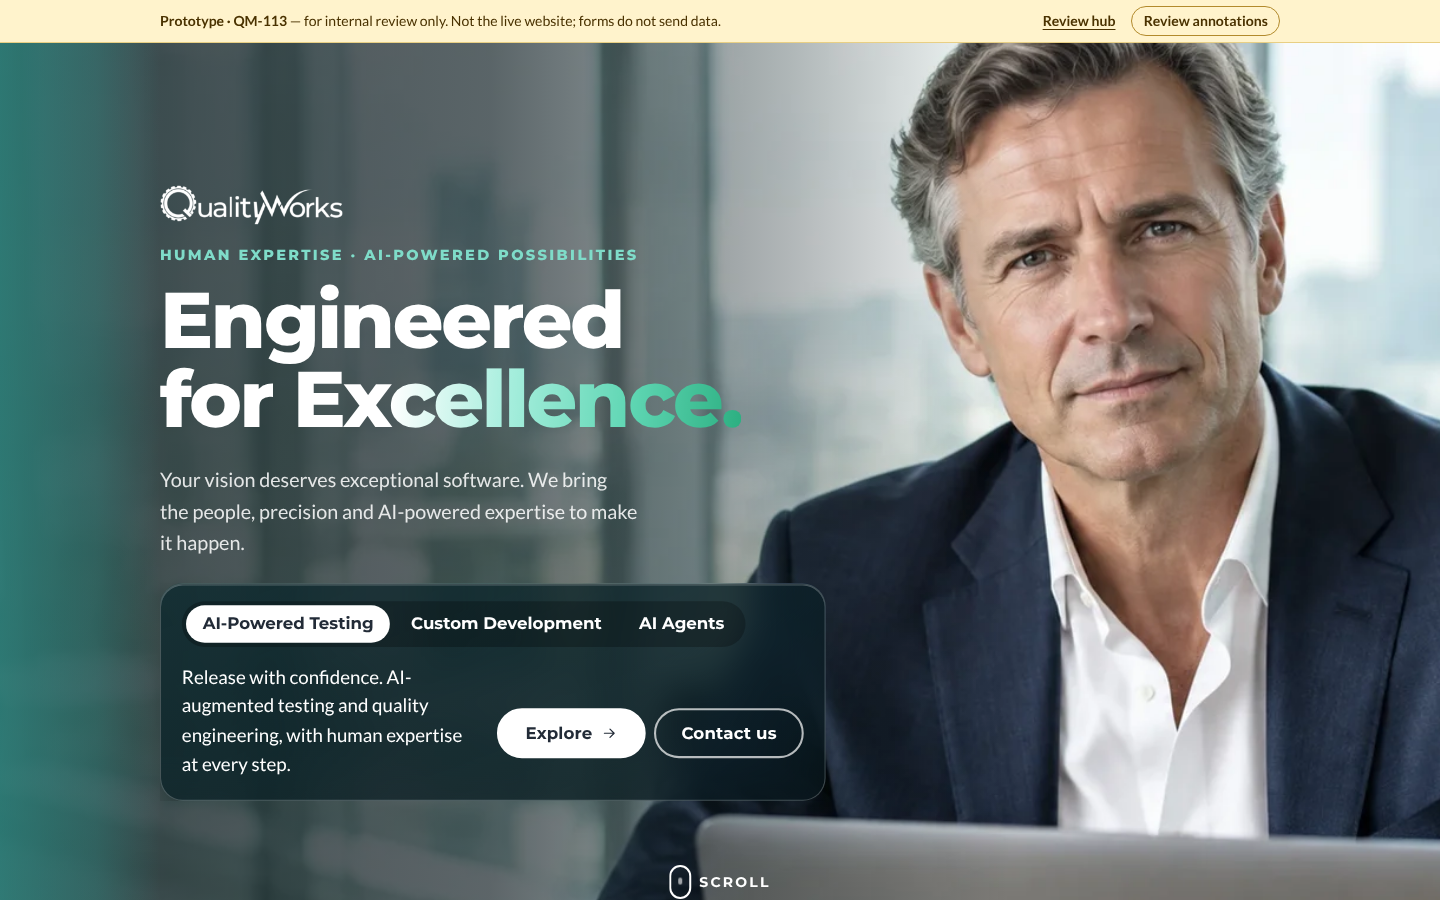 Prototype · QM-113 — for internal review only. Not the live website; forms do not send data.
Review hub
Review annotations
QualityWorks
HUMAN EXPERTISE · AI-POWERED POSSIBILITIES
Engineered
for Excellence.
Your vision deserves exceptional software. We bring
the people, precision and AI-powered expertise to make
it happen.
AI-Powered Testing
Custom Development
AI Agents
Release with confidence. AI-
augmented testing and quality
engineering, with human expertise
at every step.
Explore →
Contact us
SCROLL